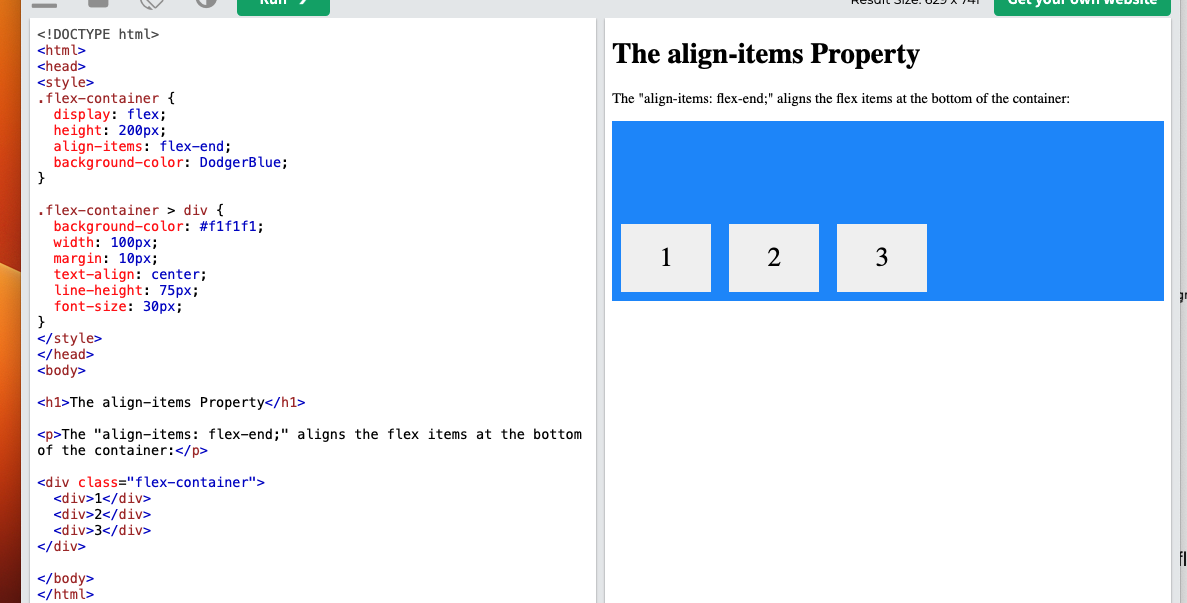 Run ❯
Result Size: 629 x 741
Get your own website
<!DOCTYPE html>
<html>
<head>
<style>
.flex-container {
  display: flex;
  height: 200px;
  align-items: flex-end;
  background-color: DodgerBlue;
}

.flex-container > div {
  background-color: #f1f1f1;
  width: 100px;
  margin: 10px;
  text-align: center;
  line-height: 75px;
  font-size: 30px;
}
</style>
</head>
<body>

<h1>The align-items Property</h1>

<p>The "align-items: flex-end;" aligns the flex items at the bottom
of the container:</p>

<div class="flex-container">
  <div>1</div>
  <div>2</div>
  <div>3</div>
</div>

</body>
</html>
The align-items Property
The "align-items: flex-end;" aligns the flex items at the bottom of the container:
1 2 3